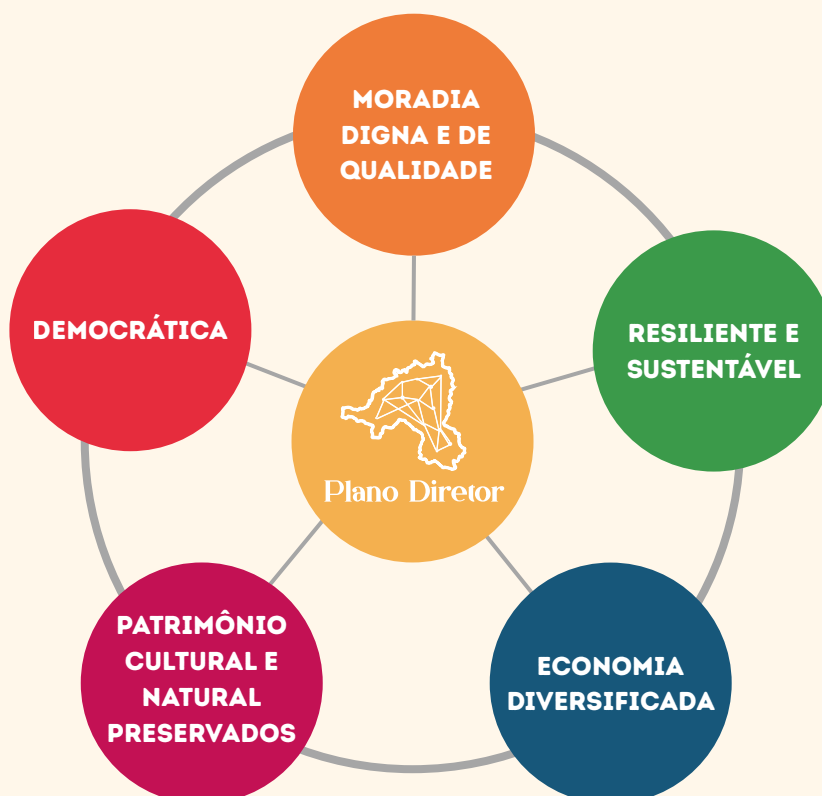 MORADIA
DIGNA E DE
QUALIDADE
DEMOCRÁTICA
RESILIENTE E
SUSTENTÁVEL
Plano Diretor
PATRIMÔNIO
CULTURAL E
NATURAL
PRESERVADOS
ECONOMIA
DIVERSIFICADA